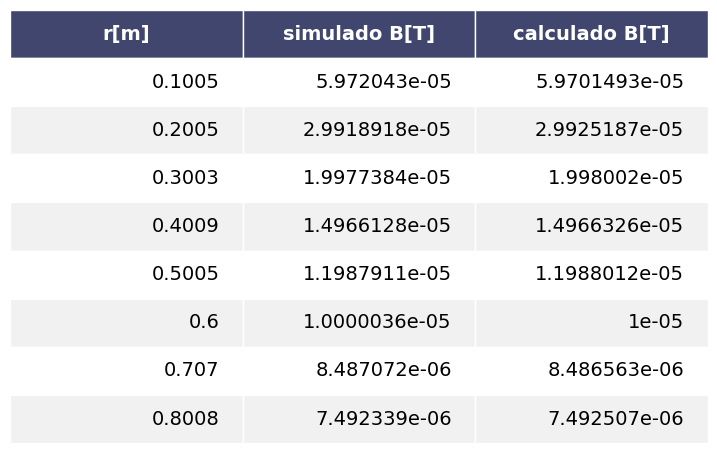 r[m] simulado B[T] calculado B[T]
0.1005 5.972043e-05 5.9701493e-05
0.2005 2.9918918e-05 2.9925187e-05
0.3003 1.9977384e-05 1.998002e-05
0.4009 1.4966128e-05 1.4966326e-05
0.5005 1.1987911e-05 1.1988012e-05
0.6 1.0000036e-05 1e-05
0.707 8.487072e-06 8.486563e-06
0.8008 7.492339e-06 7.492507e-06